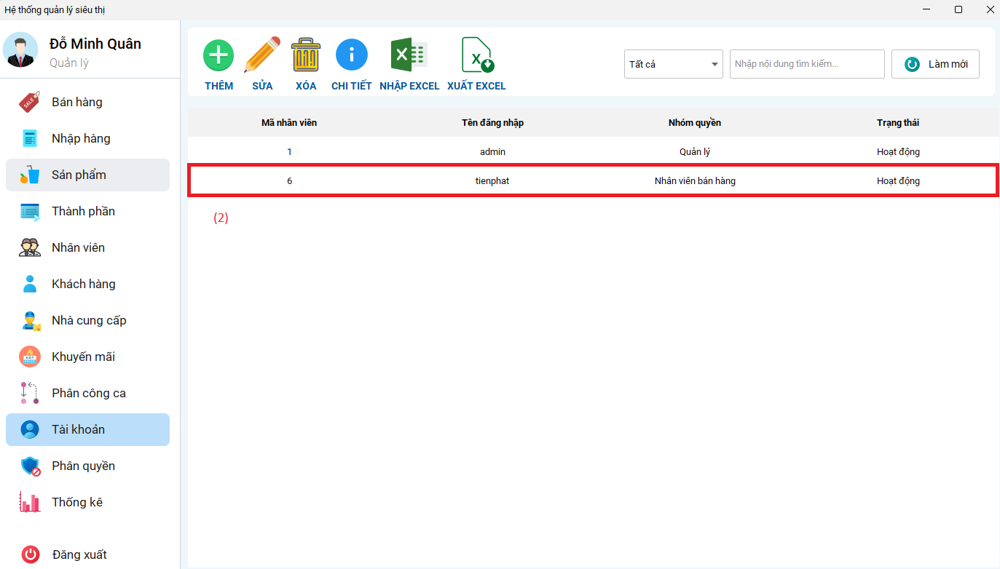 Hệ thống quản lý siêu thị
Đỗ Minh Quân
Quản lý
Bán hàng
Nhập hàng
Sản phẩm
Thành phần
Nhân viên
Khách hàng
Nhà cung cấp
Khuyến mãi
Phân công ca
Tài khoản
Phân quyền
Thống kê
Đăng xuất
THÊM SỬA XÓA CHI TIẾT NHẬP EXCEL XUẤT EXCEL
Tất cả Nhập nội dung tìm kiếm... Làm mới
Mã nhân viên Tên đăng nhập Nhóm quyền Trạng thái
1 admin Quản lý Hoạt động
6 tienphat Nhân viên bán hàng Hoạt động
(2)
SALE
HOT